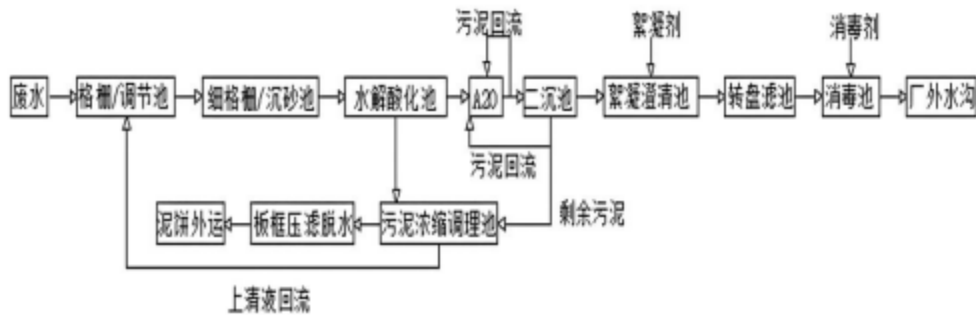 污泥回流
絮凝剂
消毒剂
废水
格栅/调节池
细格栅/沉砂池
水解酸化池
A2O
二沉池
絮凝澄清池
转盘滤池
消毒池
厂外水沟
污泥回流
剩余污泥
泥饼外运
板框压滤脱水
污泥浓缩调理池
上清液回流